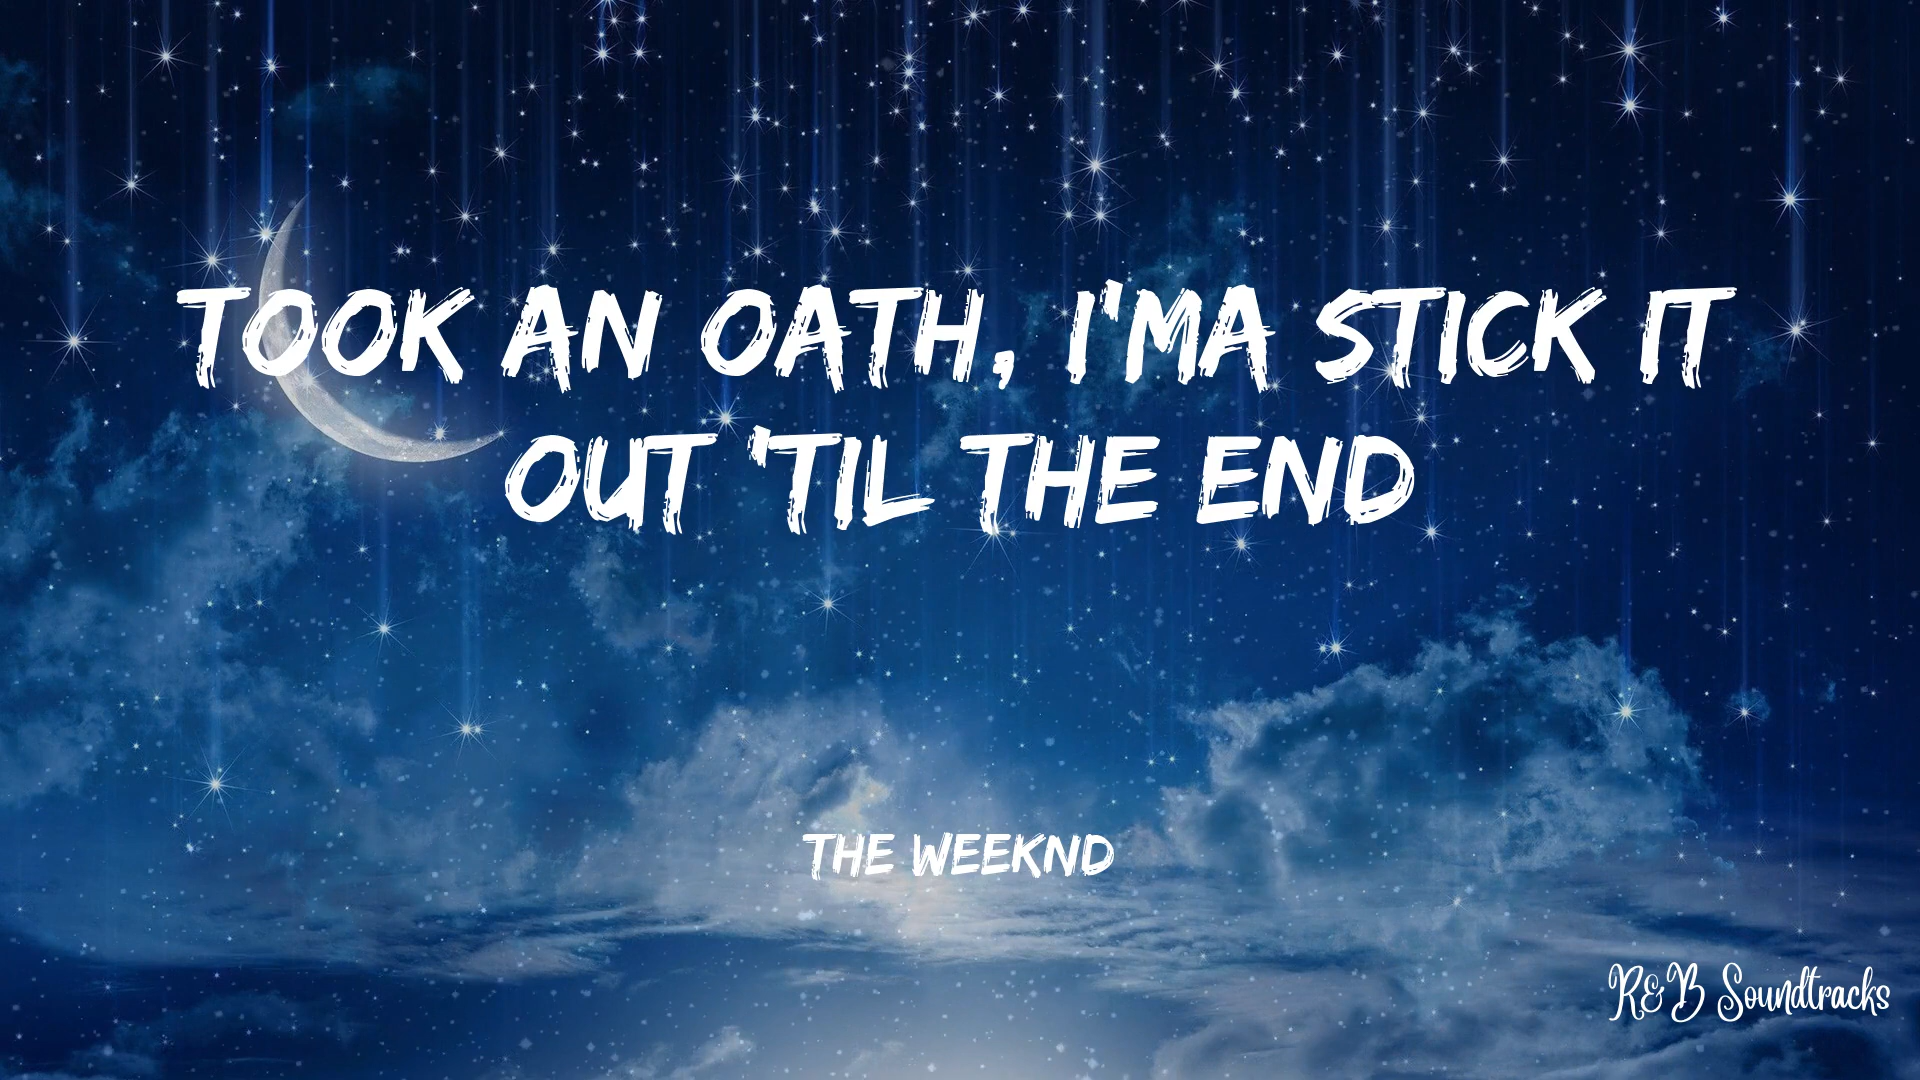 TOOK AN OATH, I'MA STICK IT
OUT 'TIL THE END
THE WEEKND
R&B Soundtracks